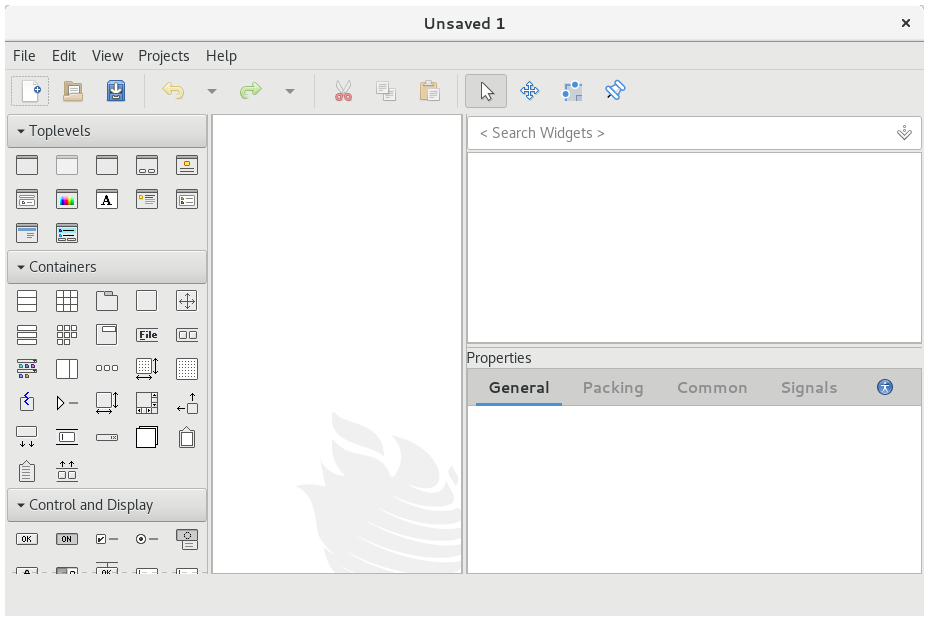 Unsaved 1
File Edit View Projects Help
Toplevels
< Search Widgets >
A
Containers
File
Properties
General Packing Common Signals
Control and Display
OK ON
OK